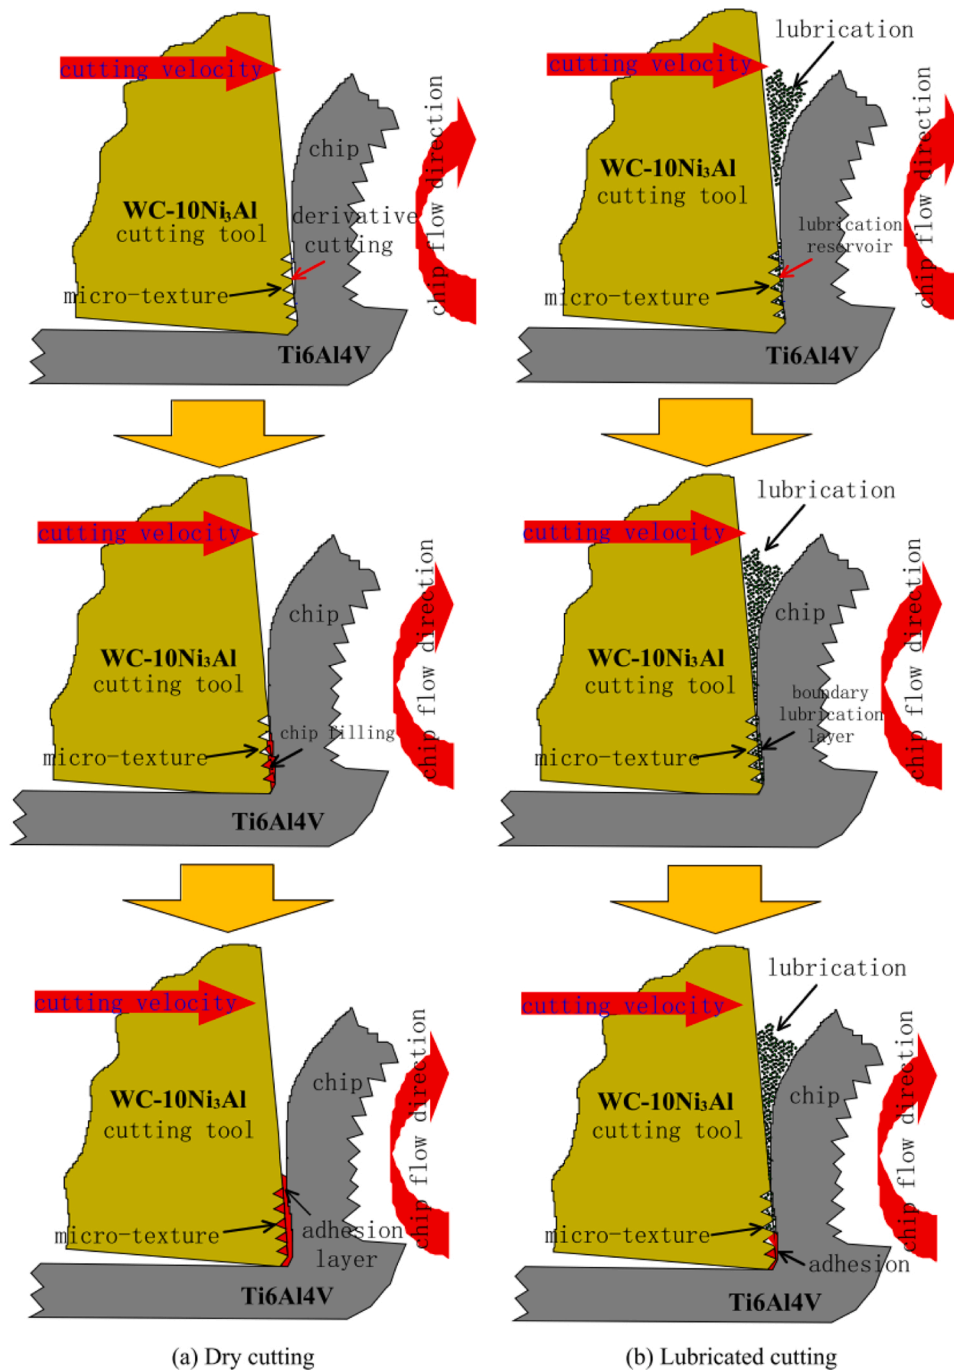 cutting velocity
chip
WC-10Ni₃Al
cutting tool
derivative
cutting
micro-texture
chip flow direction
Ti6Al4V
lubrication
cutting velocity
chip
WC-10Ni₃Al
cutting tool
lubrication
reservoir
micro-texture
chip flow direction
Ti6Al4V
cutting velocity
chip
WC-10Ni₃Al
cutting tool
chip filling
micro-texture
chip flow direction
Ti6Al4V
lubrication
cutting velocity
chip
WC-10Ni₃Al
cutting tool
boundary
lubrication
layer
micro-texture
chip flow direction
Ti6Al4V
cutting velocity
chip
WC-10Ni₃Al
cutting tool
micro-texture
adhesion
layer
chip flow direction
Ti6Al4V
lubrication
cutting velocity
chip
WC-10Ni₃Al
cutting tool
micro-texture
adhesion
chip flow direction
Ti6Al4V
(a) Dry cutting
(b) Lubricated cutting